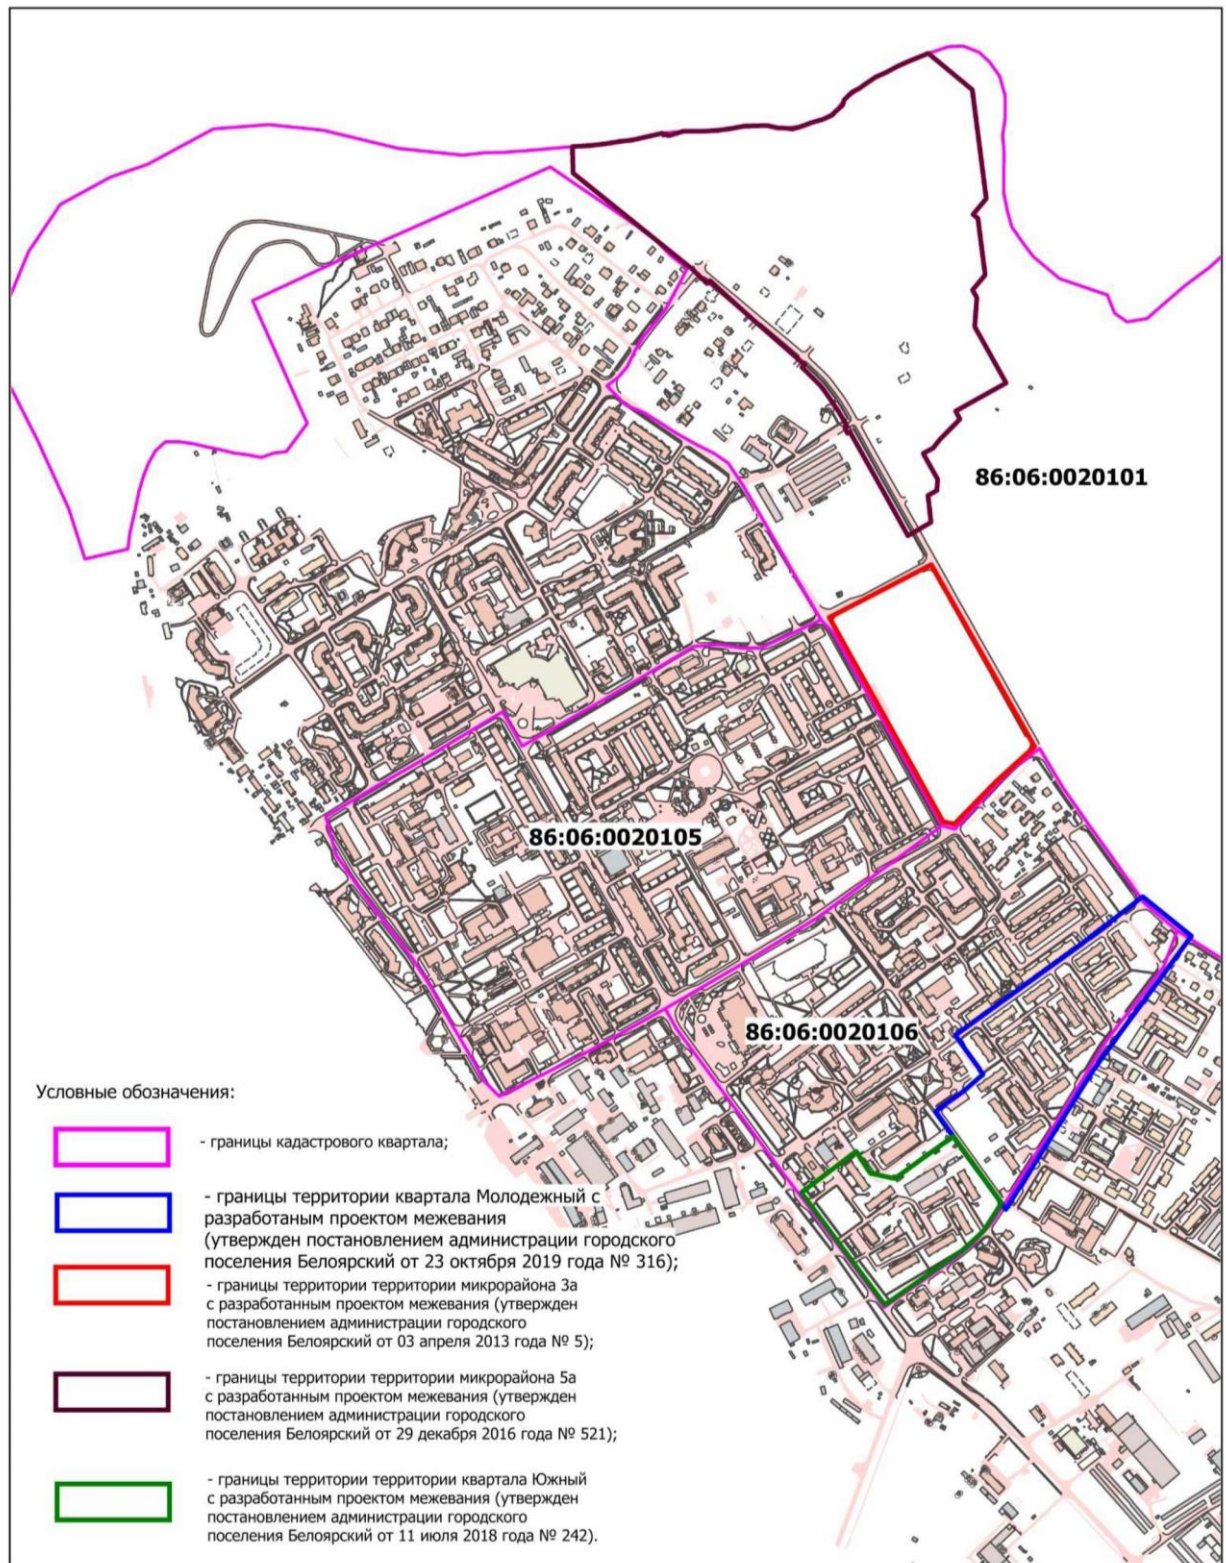 86:06:0020101
86:06:0020105
86:06:0020106
Условные обозначения:
- границы кадастрового квартала;
- границы территории квартала Молодежный с
разработаным проектом межевания
(утвержден постановлением администрации городского
поселения Белоярский от 23 октября 2019 года № 316);
- границы территории территории микрорайона 3а
с разработанным проектом межевания (утвержден
постановлением администрации городского
поселения Белоярский от 03 апреля 2013 года № 5);
- границы территории территории микрорайона 5а
с разработанным проектом межевания (утвержден
постановлением администрации городского
поселения Белоярский от 29 декабря 2016 года № 521);
- границы территории территории квартала Южный
с разработанным проектом межевания (утвержден
постановлением администрации городского
поселения Белоярский от 11 июля 2018 года № 242).